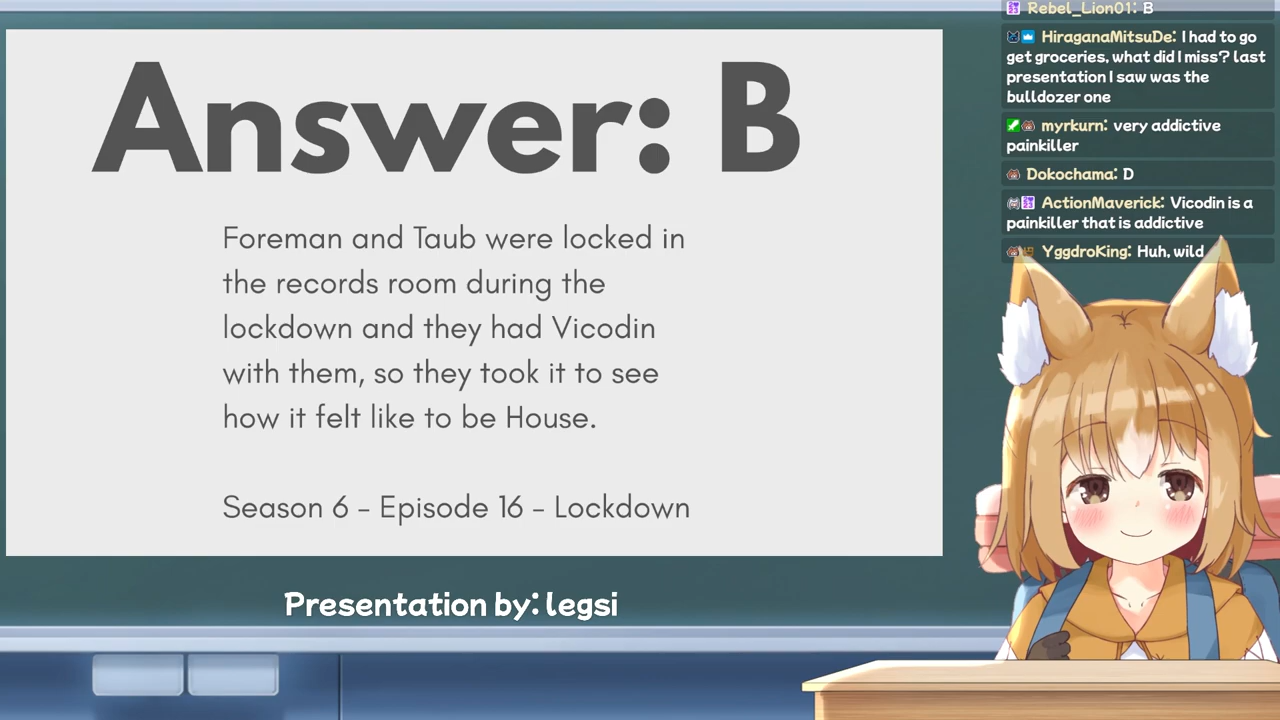 Answer: B
Foreman and Taub were locked in
the records room during the
lockdown and they had Vicodin
with them, so they took it to see
how it felt like to be House.
Season 6 - Episode 16 - Lockdown
Presentation by: legsi
Rebel_Lion01: B
HiraganaMitsuDe: I had to go
get groceries, what did I miss? last
presentation I saw was the
bulldozer one
myrkurn: very addictive
painkiller
Dokochama: D
ActionMaverick: Vicodin is a
painkiller that is addictive
YggdroKing: Huh, wild